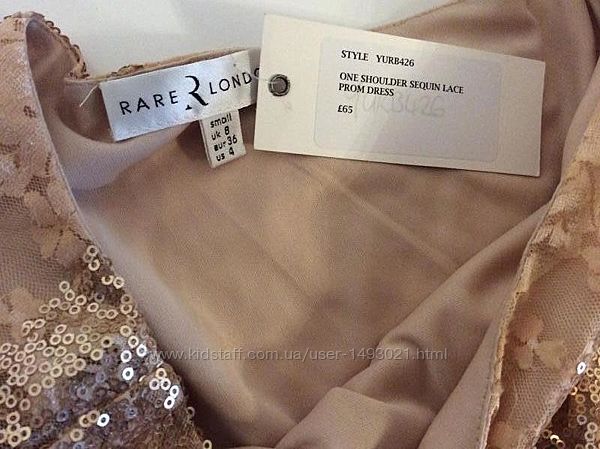 RARE R LONDO
small
uk 8
eur 36
us 4
STYLE YURB426
ONE SHOULDER SEQUIN LACE
PROM DRESS
£65
YURB426
www.kidstaff.com.ua/user-1493021.html